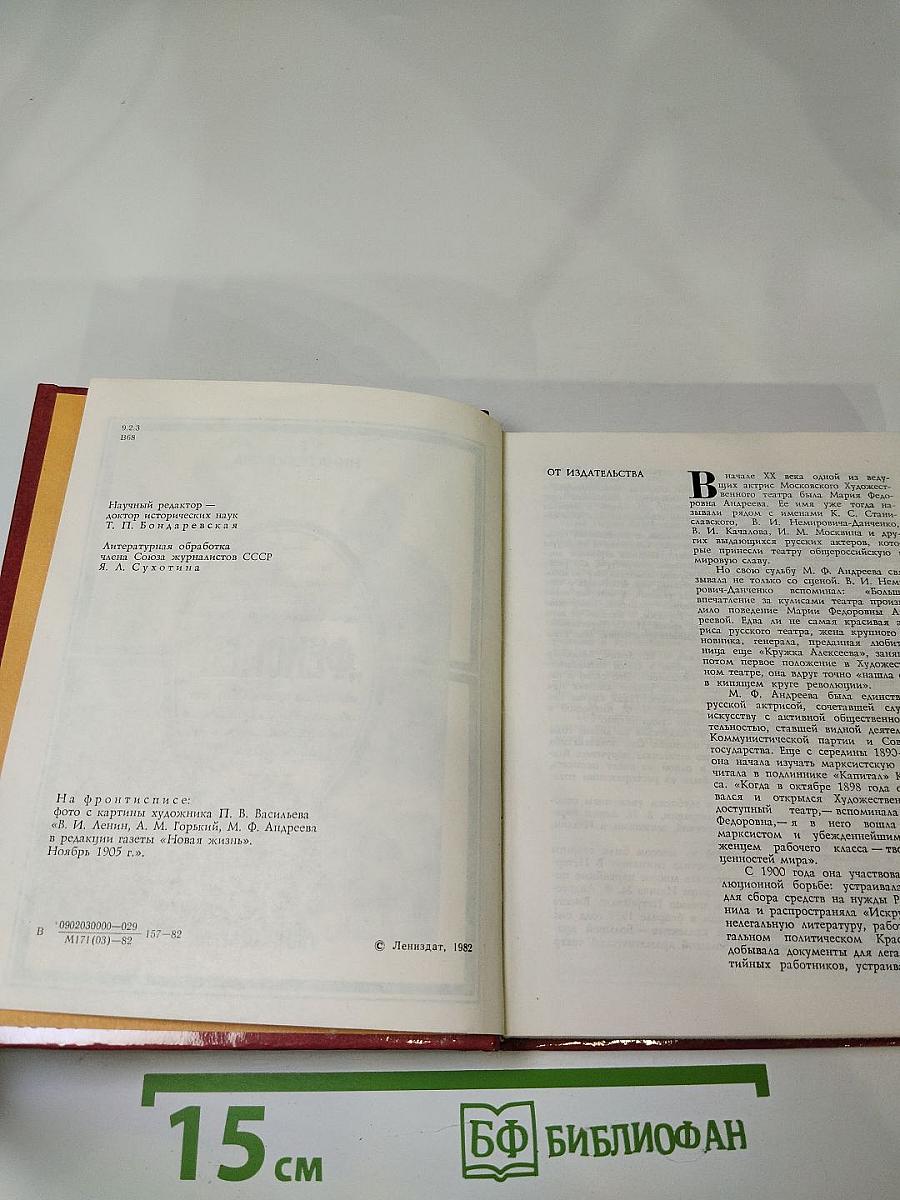 9.2.3
В68
Научный редактор —
доктор исторических наук
Т. П. Бондаревская
Литературная обработка
члена Союза журналистов СССР
Я. Л. Сухотина
На фронтисписе:
фото с картины художника П. В. Васильева
«В. И. Ленин, А. М. Горький, М. Ф. Андреева
в редакции газеты «Новая жизнь».
Ноябрь 1905 г.».
В 0902030000—029 157—82
М171(03)—82
© Лениздат, 1982
ОТ ИЗДАТЕЛЬСТВА
В начале XX века одной из веду-
щих актрис Московского Художест-
венного театра была Мария Федо-
ровна Андреева. Ее имя уже тогда на-
зывали рядом с именами К. С. Стани-
славского, В. И. Немировича-Данченко,
В. И. Качалова, И. М. Москвина и дру-
гих выдающихся русских актеров, кото-
рые принесли театру общероссийскую
мировую славу.
Но свою судьбу М. Ф. Андреева свя
зывала не только со сценой. В. И. Неми
рович-Данченко вспоминал: «Больш
впечатление за кулисами театра произ
дило поведение Марии Федоровны А
реевой. Едва ли не самая красивая а
риса русского театра, жена крупного
новника, генерала, преданная любит
ница еще «Кружка Алексеева», заня
потом первое положение в Художест
ном театре, она вдруг точно «нашла
в кипящем круге революции».
М. Ф. Андреева была единств
русской актрисой, сочетавшей слу
искусству с активной общественно
тельностью, ставшей видной деятел
Коммунистической партии и Сов
государства. Еще с середины 1890-
она начала изучать марксистскую
читала в подлиннике «Капитал» К
са. «Когда в октябре 1898 года
вался и открылся Художествен
доступный театр,— вспоминала
Федоровна,— я в него вошла
марксистом и убежденнейшим
женцем рабочего класса — тво
ценностей мира».
С 1900 года она участвова
люционной борьбе: устраивала
для сбора средств на нужды Р
нила и распространяла «Искр
нелегальную литературу, рабо
гальном политическом Крас
добывала документы для лега
тийных работников, устраива
15 см
БФ БИБЛИОФАН